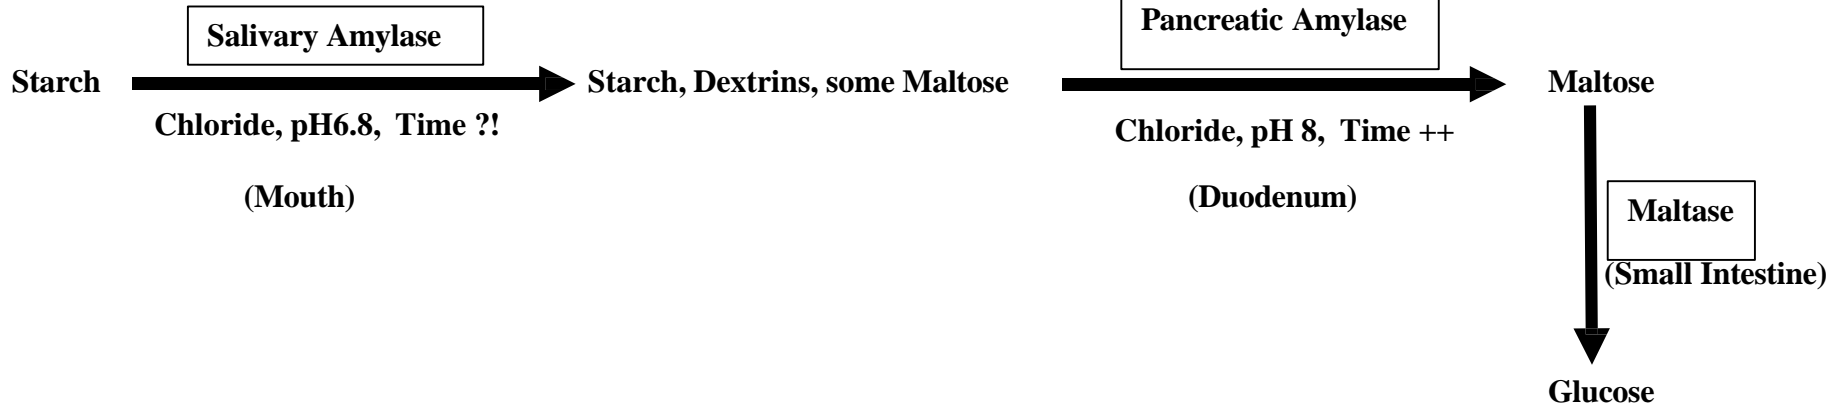 Salivary Amylase
Pancreatic Amylase
Starch
Starch, Dextrins, some Maltose
Maltose
Chloride, pH6.8, Time ?!
Chloride, pH 8, Time ++
(Mouth)
(Duodenum)
Maltase
(Small Intestine)
Glucose